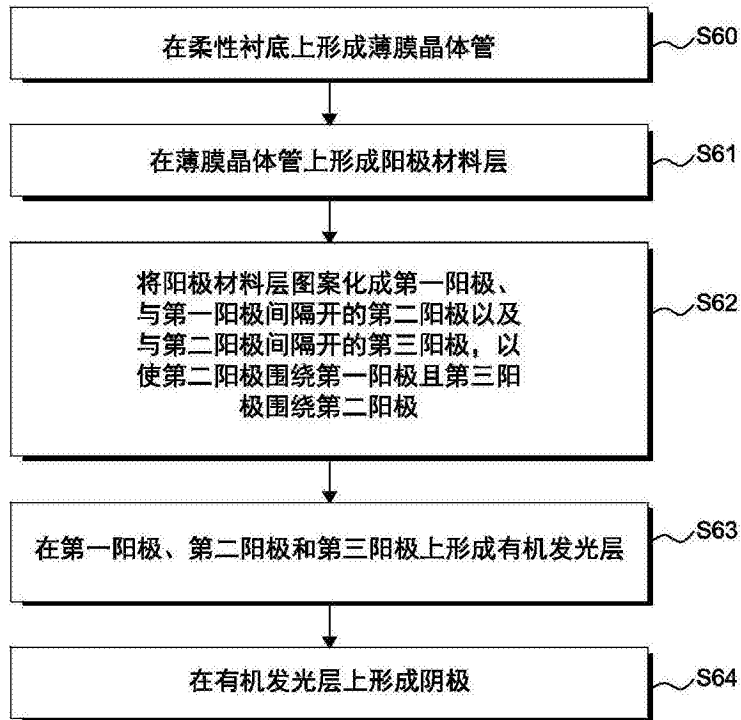 在柔性衬底上形成薄膜晶体管
S60
在薄膜晶体管上形成阳极材料层
S61
将阳极材料层图案化成第一阳极、
与第一阳极间隔开的第二阳极以及
与第二阳极间隔开的第三阳极，以
使第二阳极围绕第一阳极且第三阳
极围绕第二阳极
S62
在第一阳极、第二阳极和第三阳极上形成有机发光层
S63
在有机发光层上形成阴极
S64